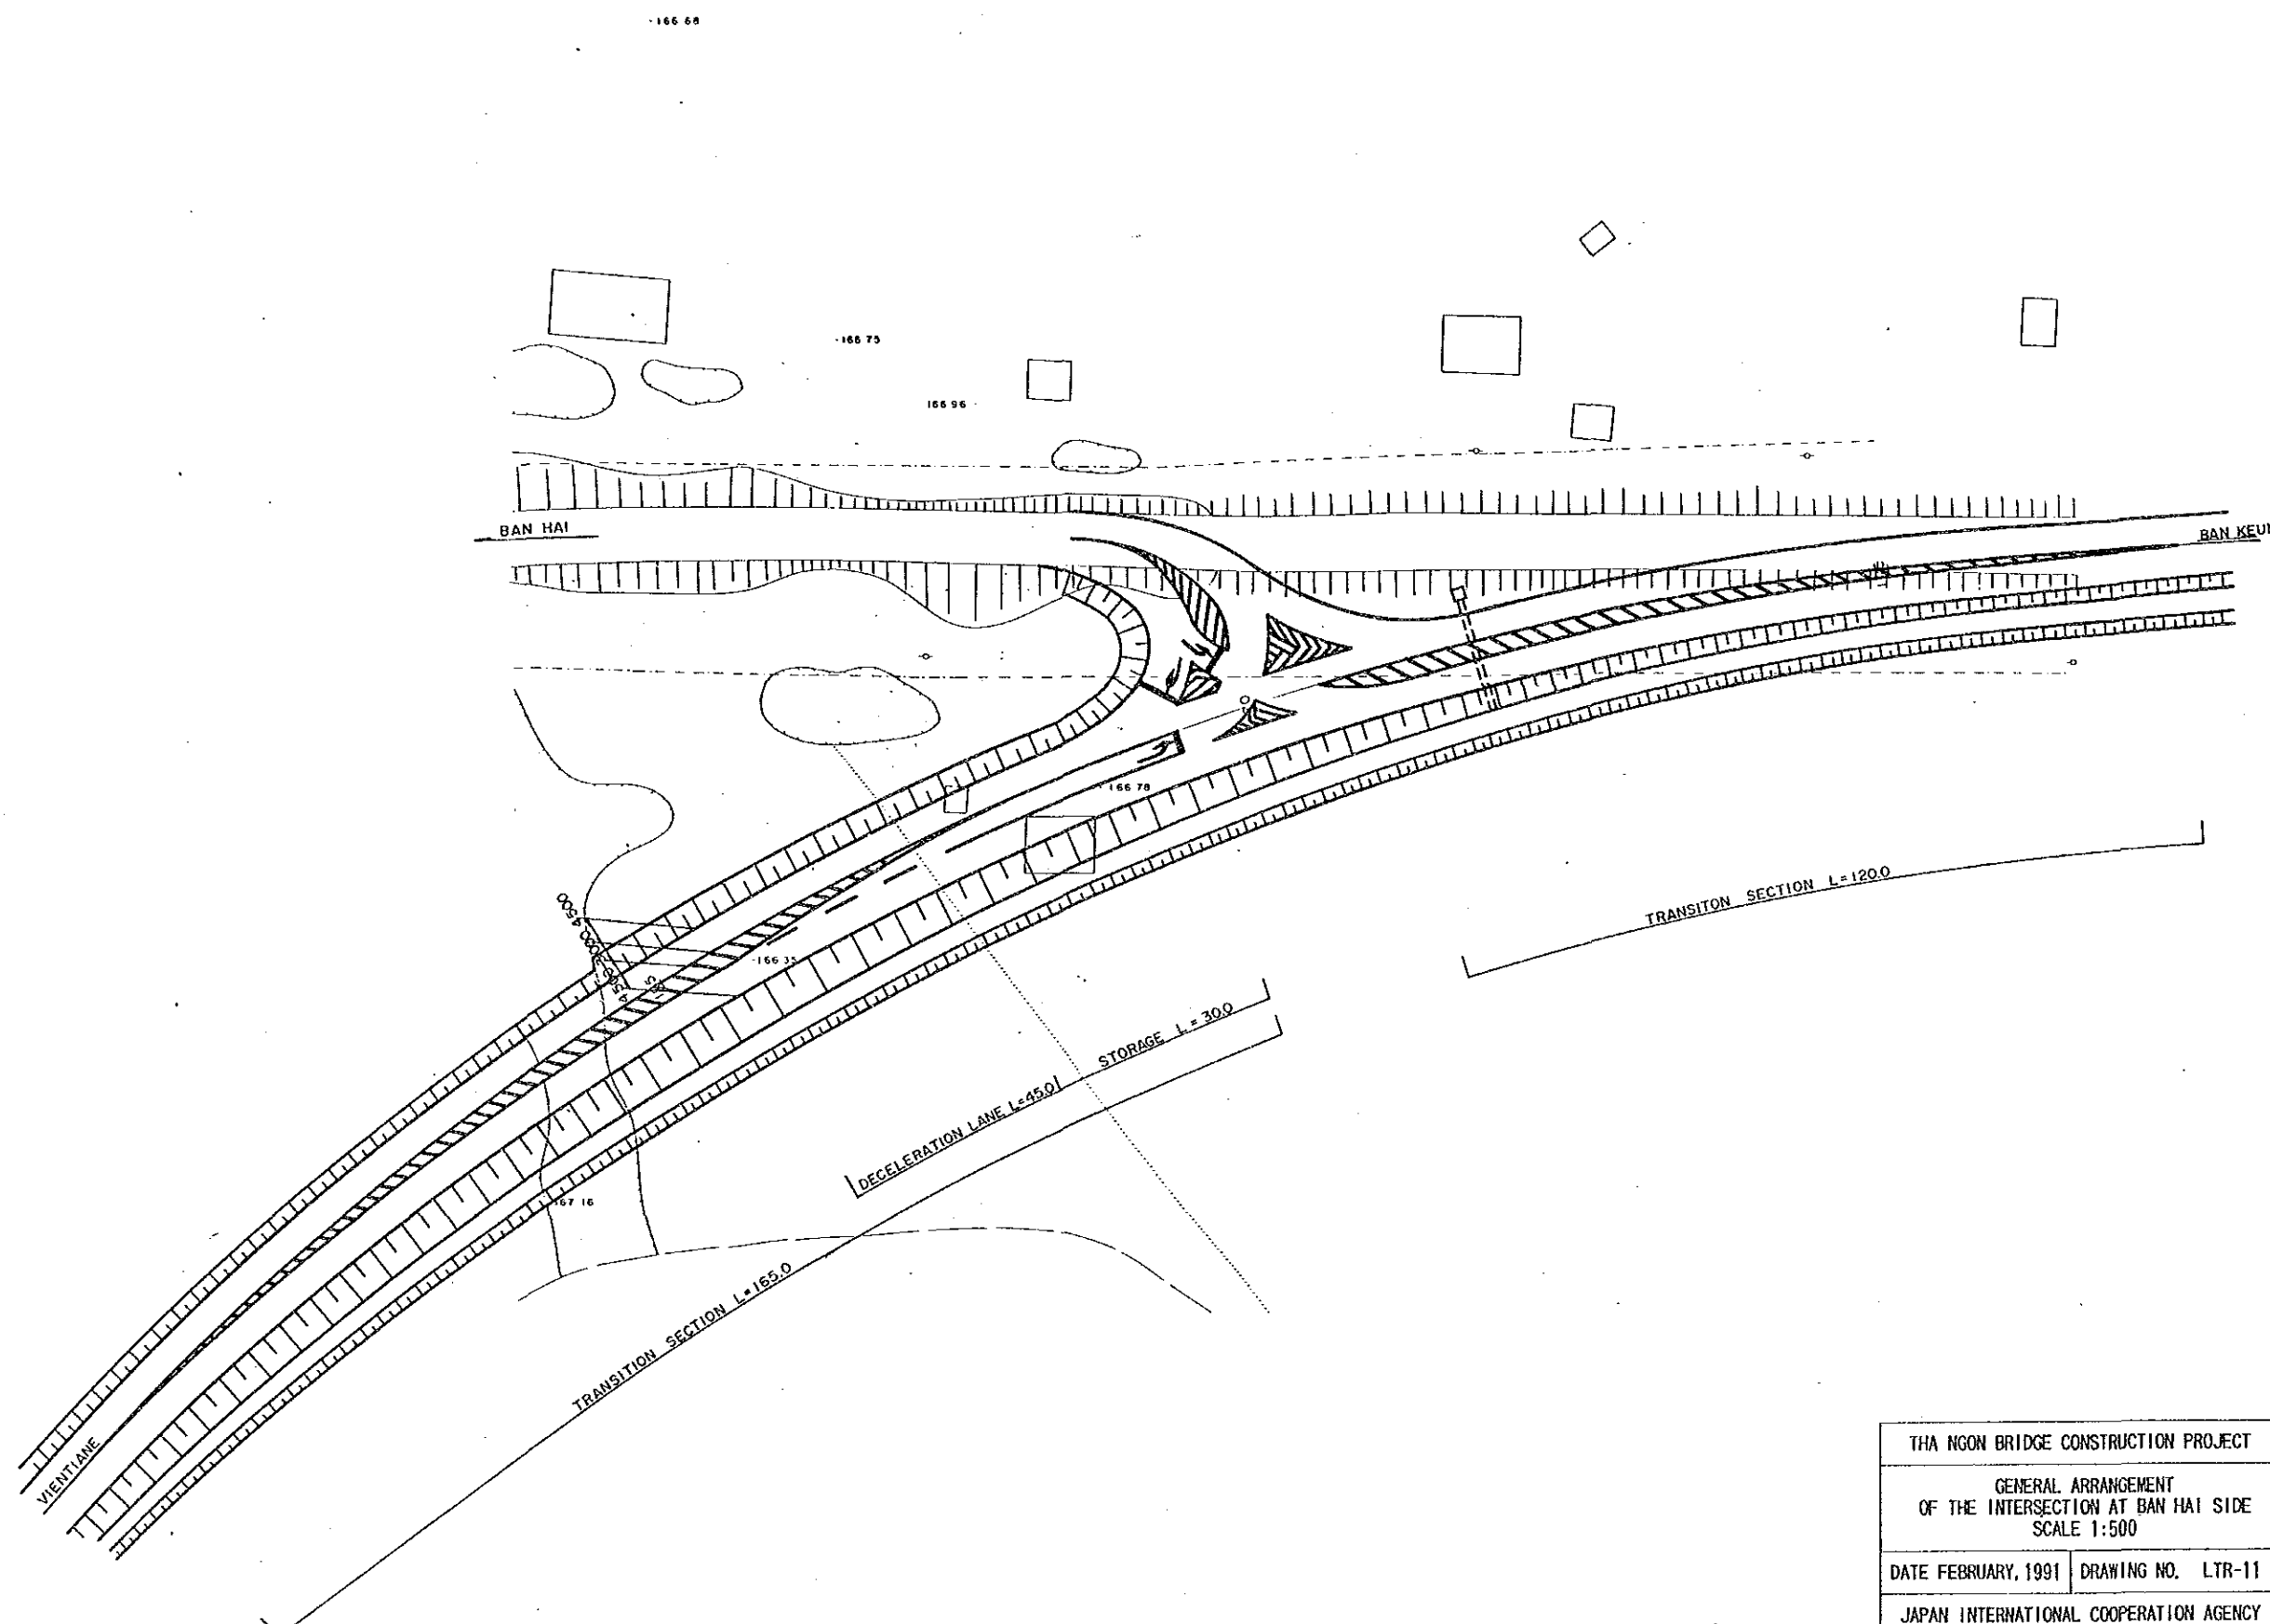 166 68
166 75
166 96
BAN HAI
BAN KEU
166 78
TRANSITON SECTION L=120.0
4500
3000
166 35
STORAGE L = 30.0
DECELERATION LANE L=45.0
167 16
TRANSITION SECTION L=165.0
VIENTIANE
THA NGON BRIDGE CONSTRUCTION PROJECT
GENERAL ARRANGEMENT
OF THE INTERSECTION AT BAN HAI SIDE
SCALE 1:500
DATE FEBRUARY, 1991 DRAWING NO. LTR-11
JAPAN INTERNATIONAL COOPERATION AGENCY